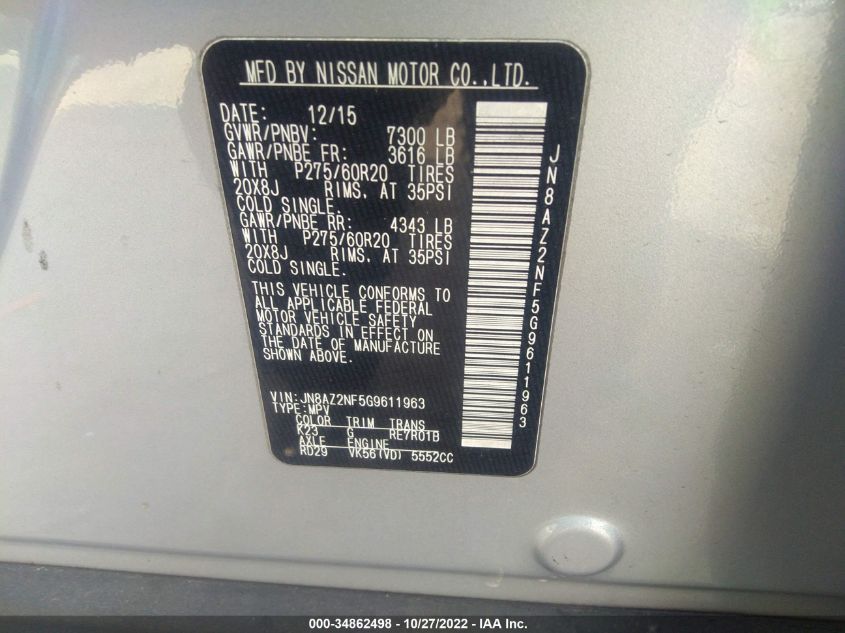 MFD BY NISSAN MOTOR CO.,LTD.
DATE: 12/15
GVWR/PNBV: 7300 LB
GAWR/PNBE FR: 3616 LB
WITH P275/60R20 TIRES
20X8J RIMS. AT 35PSI
COLD SINGLE.
GAWR/PNBE RR: 4343 LB
WITH P275/60R20 TIRES
20X8J RIMS. AT 35PSI
COLD SINGLE.
THIS VEHICLE CONFORMS TO
ALL APPLICABLE FEDERAL
MOTOR VEHICLE SAFETY
STANDARDS IN EFFECT ON
THE DATE OF MANUFACTURE
SHOWN ABOVE.
VIN:JN8AZ2NF5G9611963
TYPE:MPV
COLOR TRIM TRANS
K23 G RE7R01B
AXLE ENGINE
RD29 VK56(VD) 5552CC
JN8AZ2NF5G9611963
000-34862498 - 10/27/2022 - IAA Inc.